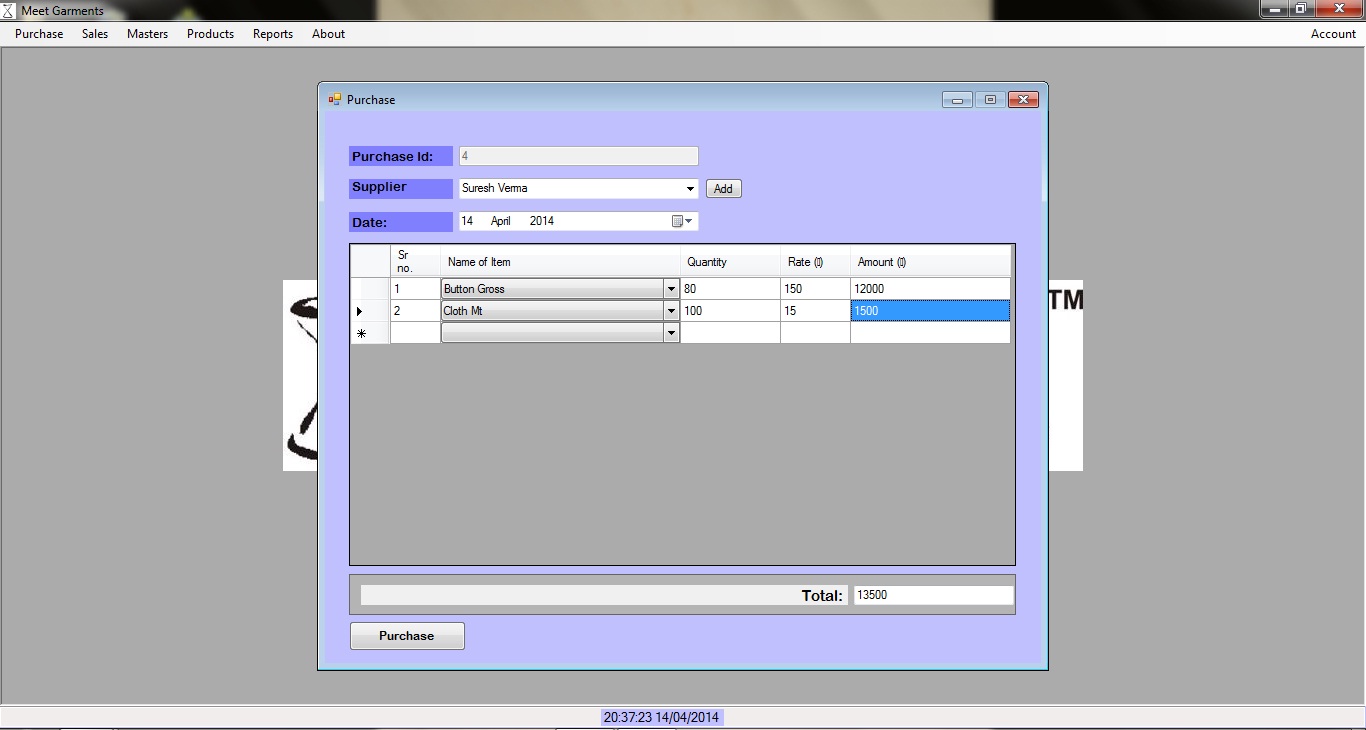 Meet Garments
Purchase Sales Masters Products Reports About Account
Purchase
Purchase Id: 4
Supplier Suresh Verma Add
Date: 14 April 2014
Sr no. Name of Item Quantity Rate (▯) Amount (▯)
1 Button Gross 80 150 12000
2 Cloth Mt 100 15 1500
TM
Total: 13500
Purchase
20:37:23 14/04/2014